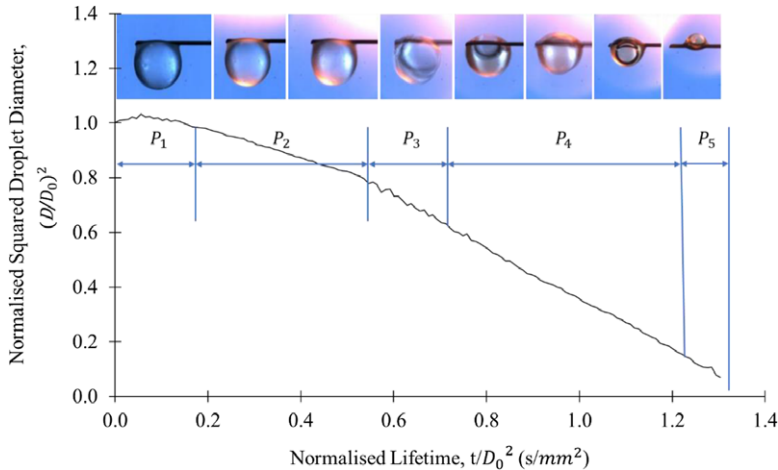 Normalised Squared Droplet Diameter,
(D/D₀)²
1.4
1.2
1.0
0.8
0.6
0.4
0.2
0.0
P₁
P₂
P₃
P₄
P₅
0.0 0.2 0.4 0.6 0.8 1.0 1.2 1.4
Normalised Lifetime, t/D₀² (s/mm²)